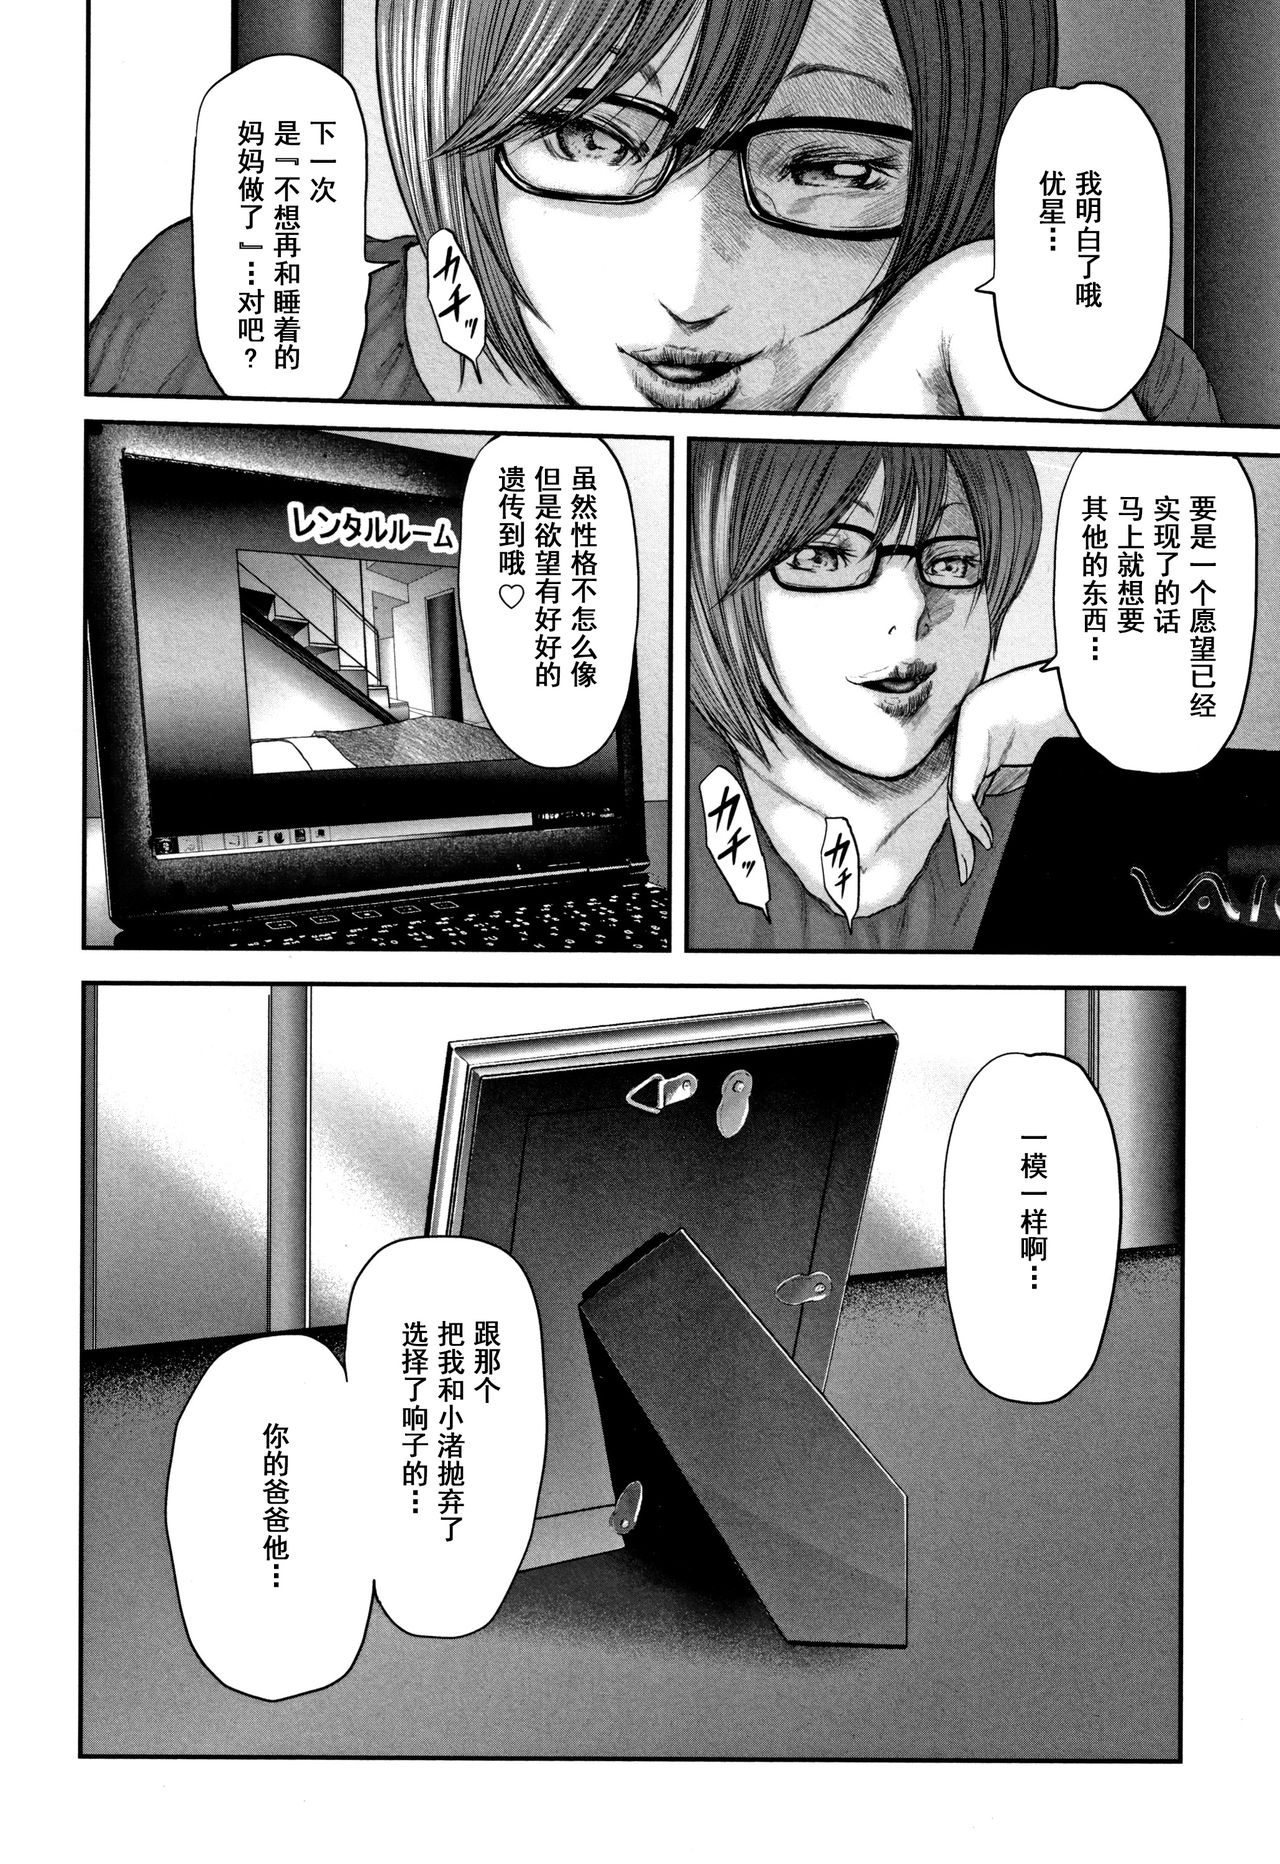 我明白了哦
优星…
下一次
是『不想再和睡着的
妈妈做了』…对吧？
カチッ
要是一个愿望已经
实现了的话
马上就想要
其他的东西…
カチッ
カチ
VAIO
虽然性格不怎么像
但是欲望有好好的
遗传到哦♡
レンタルルーム
一模一样啊…
跟那个
把我和小渚抛弃了
选择了响子的…
你的爸爸他…